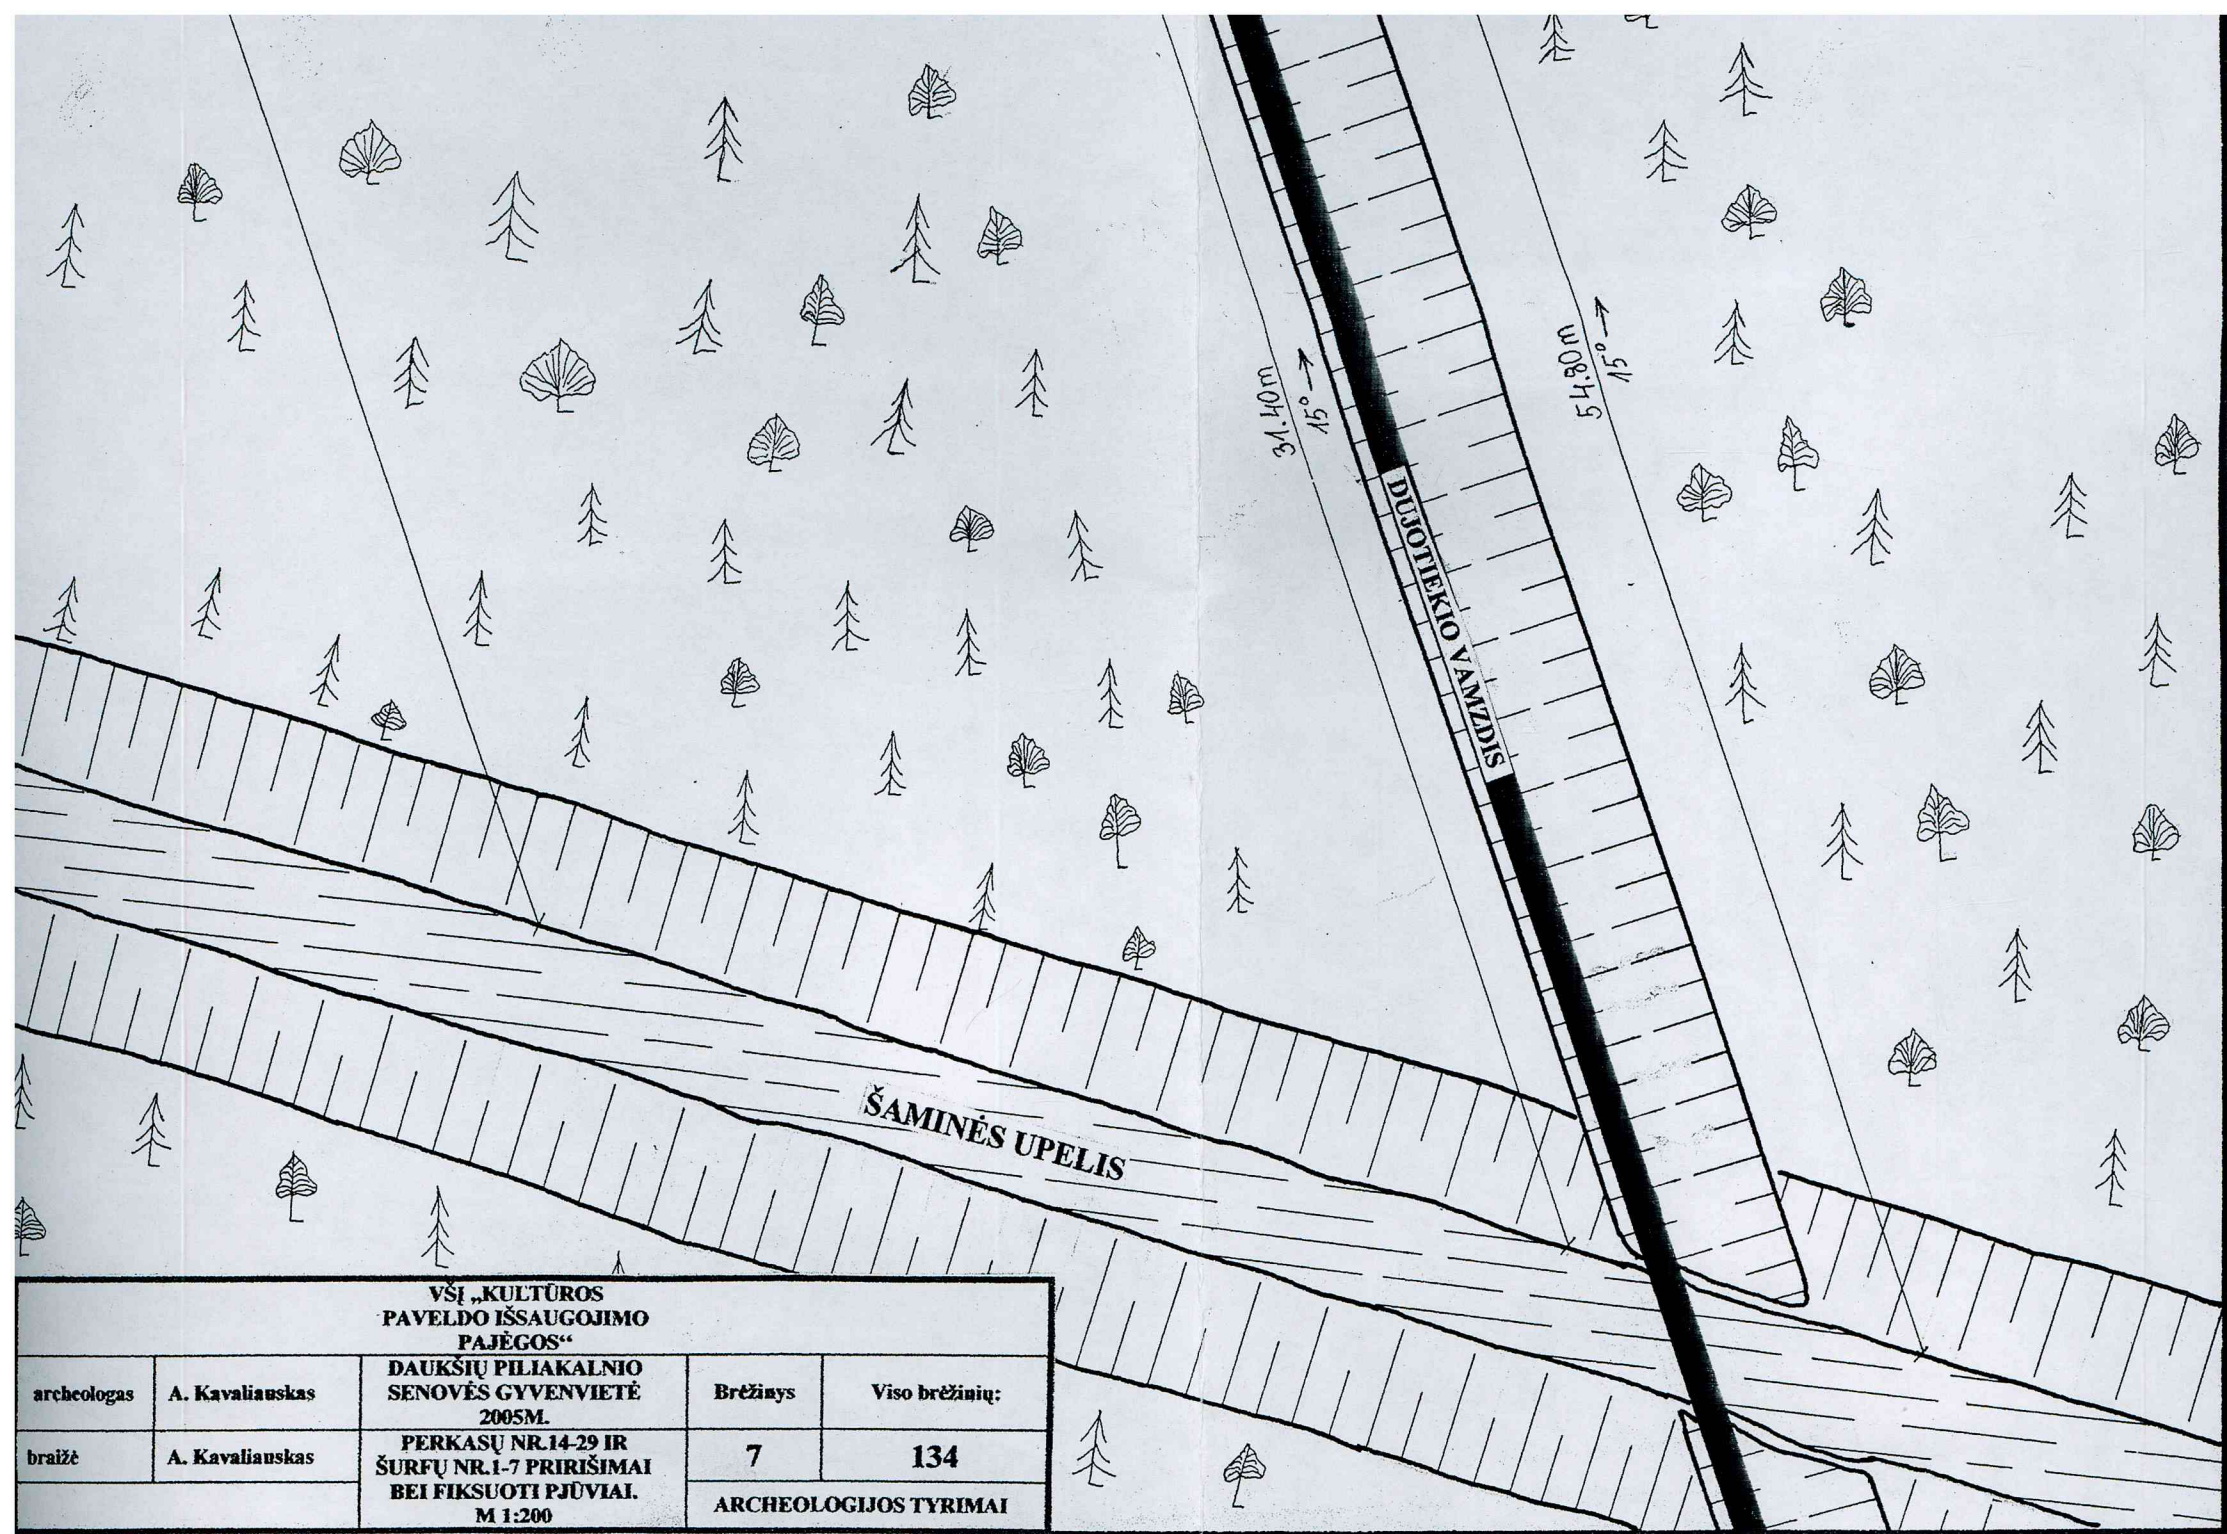 31.40m
15°→
54.80m
15°→
DUJOTIEKIO VAMZDIS
ŠAMINĖS UPELIS
VŠĮ „KULTŪROS
PAVELDO IŠSAUGOJIMO
PAJĖGOS“
archeologas
A. Kavaliauskas
DAUKŠIŲ PILIAKALNIO
SENOVĖS GYVENVIETĖ
2005M.
Brėžinys
Viso brėžinių:
braižė
A. Kavaliauskas
PERKASŲ NR.14-29 IR
ŠURFŲ NR.1-7 PRIRIŠIMAI
BEI FIKSUOTI PJŪVIAI.
M 1:200
7
134
ARCHEOLOGIJOS TYRIMAI